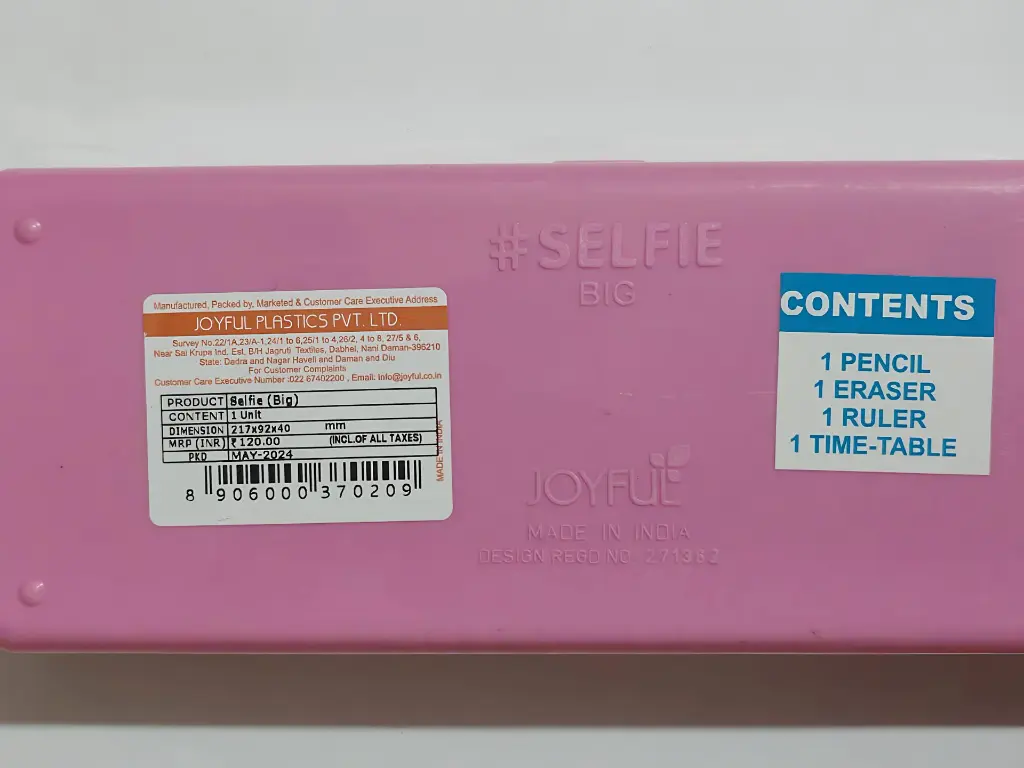 #SELFIE
BIG
Manufactured, Packed by, Marketed & Customer Care Executive Address
JOYFUL PLASTICS PVT. LTD.
Survey No.22/1A,23/A-1,24/1 to 6,25/1 to 4,26/2, 4 to 8, 27/5 & 6,
Near Sai Krupa Ind. Est, B/H Jagruti Textiles, Dabhel, Nani Daman-396210
State: Dadra and Nagar Haveli and Daman and Diu
For Customer Complaints
Customer Care Executive Number :022 67402200 , Email: info@joyful.co.in
PRODUCT Selfie (Big)
CONTENT 1 Unit
DIMENSION 217x92x40 mm
MRP (INR) ₹120.00 (INCL.OF ALL TAXES)
PKD MAY-2024
MADE IN INDIA
8 906000 370209
CONTENTS
1 PENCIL
1 ERASER
1 RULER
1 TIME-TABLE
JOYFUL
MADE IN INDIA
DESIGN REGD NO. 271362